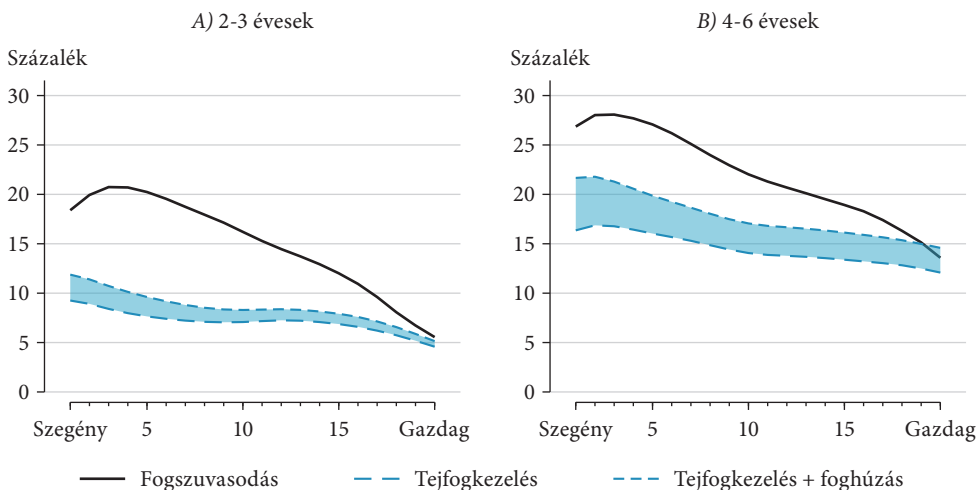 A) 2-3 évesek
Százalék
30
25
20
15
10
5
0
Szegény 5 10 15 Gazdag
B) 4-6 évesek
Százalék
30
25
20
15
10
5
0
Szegény 5 10 15 Gazdag
Fogszuvasodás Tejfogkezelés Tejfogkezelés + foghúzás